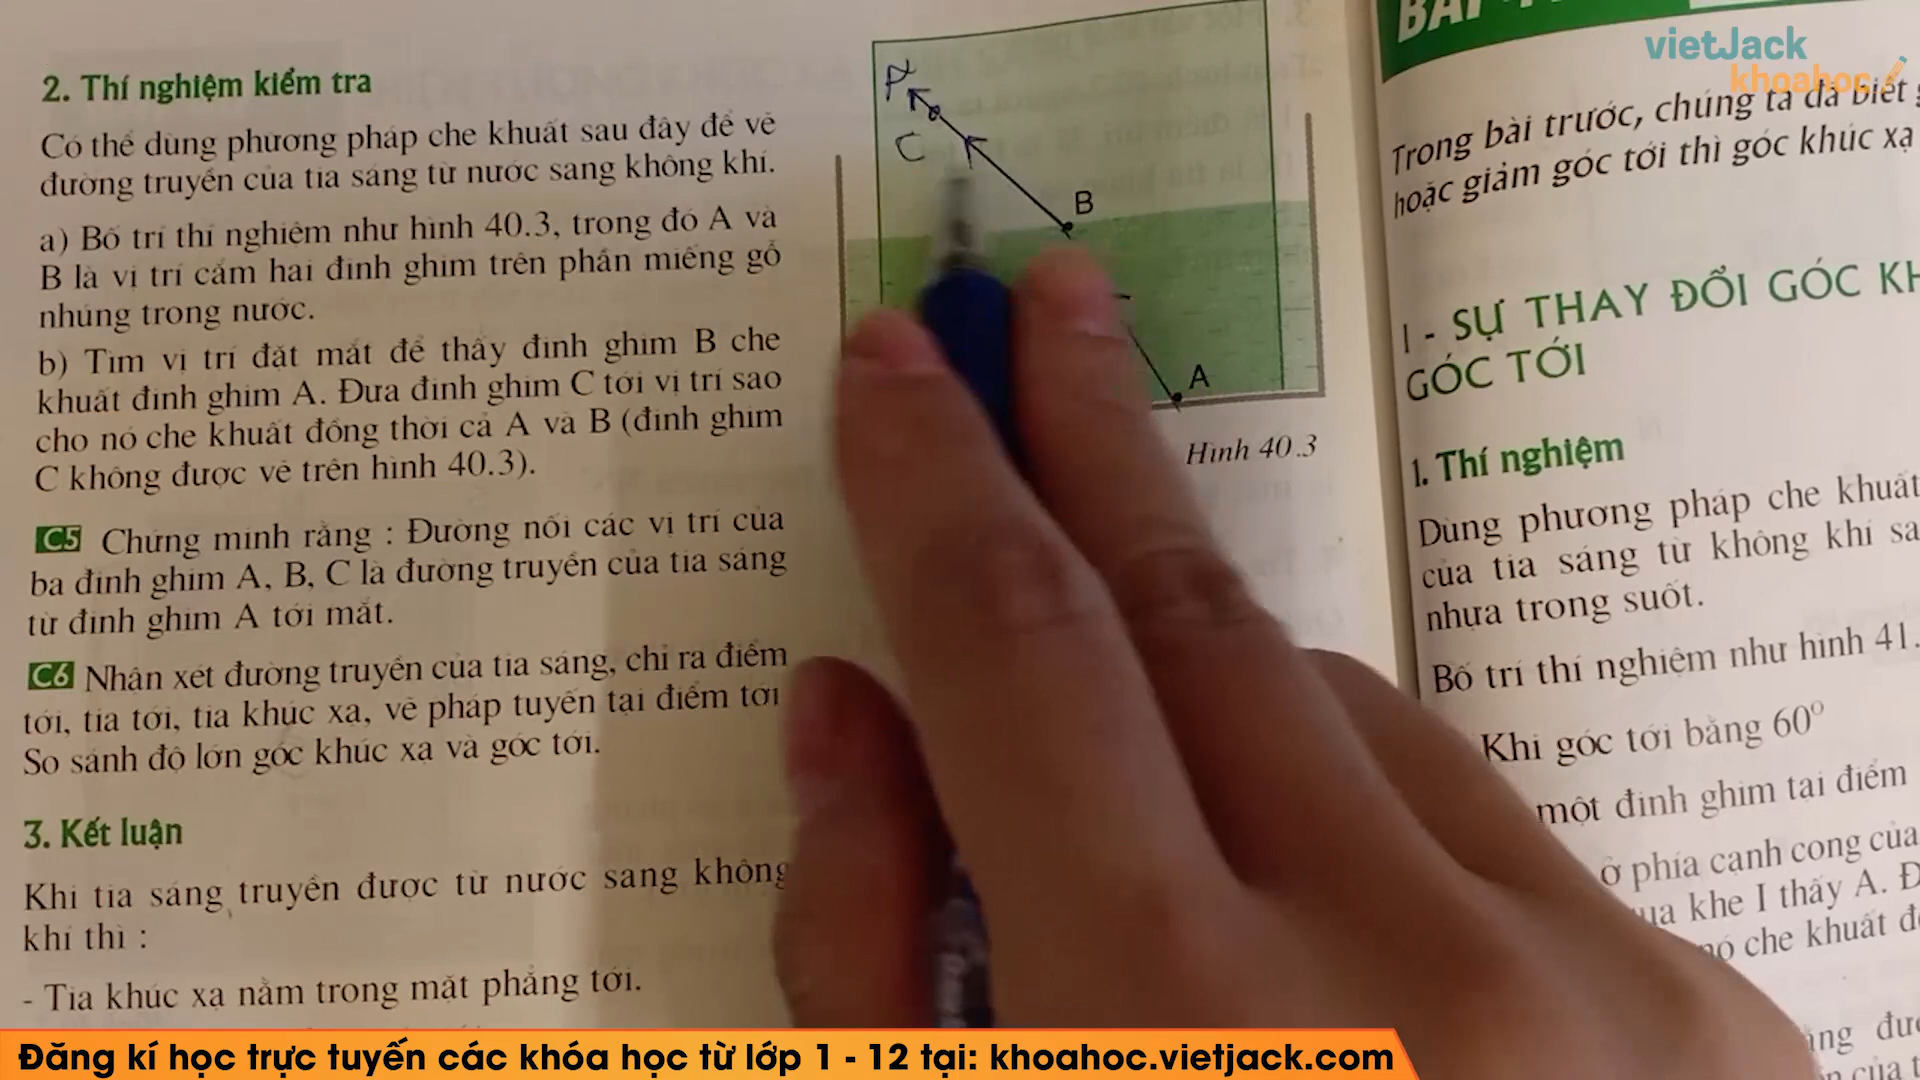 2. Thí nghiệm kiểm tra
Có thể dùng phương pháp che khuất sau đây để vẽ
đường truyền của tia sáng từ nước sang không khí.
a) Bố trí thí nghiệm như hình 40.3, trong đó A và
B là vị trí cắm hai đinh ghim trên phần miếng gỗ
nhúng trong nước.
b) Tìm vị trí đặt mắt để thấy đinh ghim B che
khuất đinh ghim A. Đưa đinh ghim C tới vị trí sao
cho nó che khuất đồng thời cả A và B (đinh ghim
C không được vẽ trên hình 40.3).
C5 Chứng minh rằng : Đường nối các vị trí của
ba đinh ghim A, B, C là đường truyền của tia sáng
từ đinh ghim A tới mắt.
C6 Nhận xét đường truyền của tia sáng, chỉ ra điểm
tới, tia tới, tia khúc xạ, vẽ pháp tuyến tại điểm tới
So sánh độ lớn góc khúc xạ và góc tới.
3. Kết luận
Khi tia sáng truyền được từ nước sang không
khí thì :
- Tia khúc xạ nằm trong mặt phẳng tới.
C
B
A
Hình 40.3
BÀI
vietJack
khoahoc
Trong bài trước, chúng ta đã biết
hoặc giảm góc tới thì góc khúc xạ
I - SỰ THAY ĐỔI GÓC
GÓC TỚI
1. Thí nghiệm
Dùng phương pháp che khuất
của tia sáng từ không khí
nhựa trong suốt.
Bố trí thí nghiệm như hình 41.
Khi góc tới bằng 60°
một đinh ghim tại điểm
ở phía cạnh cong của
khe I thấy A.
che khuất
của
Đăng kí học trực tuyến các khóa học từ lớp 1 - 12 tại: khoahoc.vietjack.com